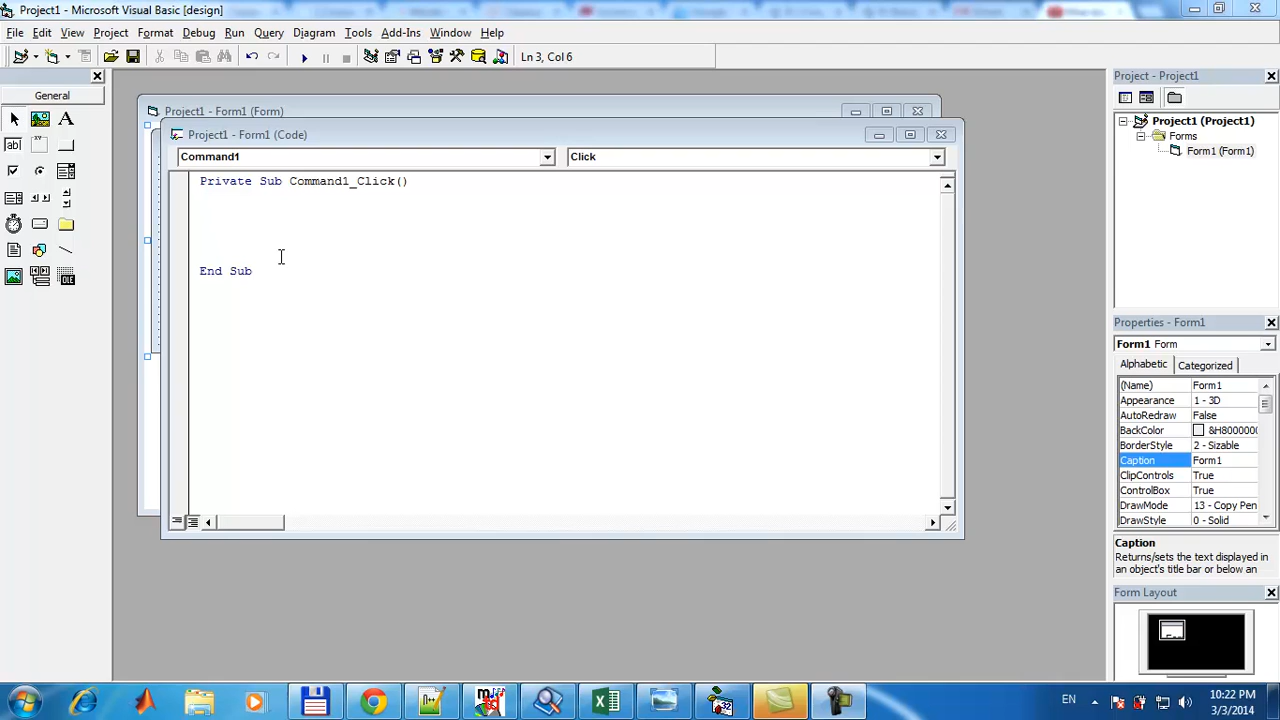 Project1 - Microsoft Visual Basic [design]
File Edit View Project Format Debug Run Query Diagram Tools Add-Ins Window Help
Ln 3, Col 6
General
A
abl
xy
OLE
Project1 - Form1 (Form)
Project1 - Form1 (Code)
Command1
Click
Private Sub Command1_Click()
End Sub
Project - Project1
Project1 (Project1)
Forms
Form1 (Form1)
Properties - Form1
Form1 Form
Alphabetic Categorized
(Name) Form1
Appearance 1 - 3D
AutoRedraw False
BackColor &H8000000
BorderStyle 2 - Sizable
Caption Form1
ClipControls True
ControlBox True
DrawMode 13 - Copy Pen
DrawStyle 0 - Solid
Caption
Returns/sets the text displayed in
an object's title bar or below an
Form Layout
32
EN
10:22 PM
3/3/2014